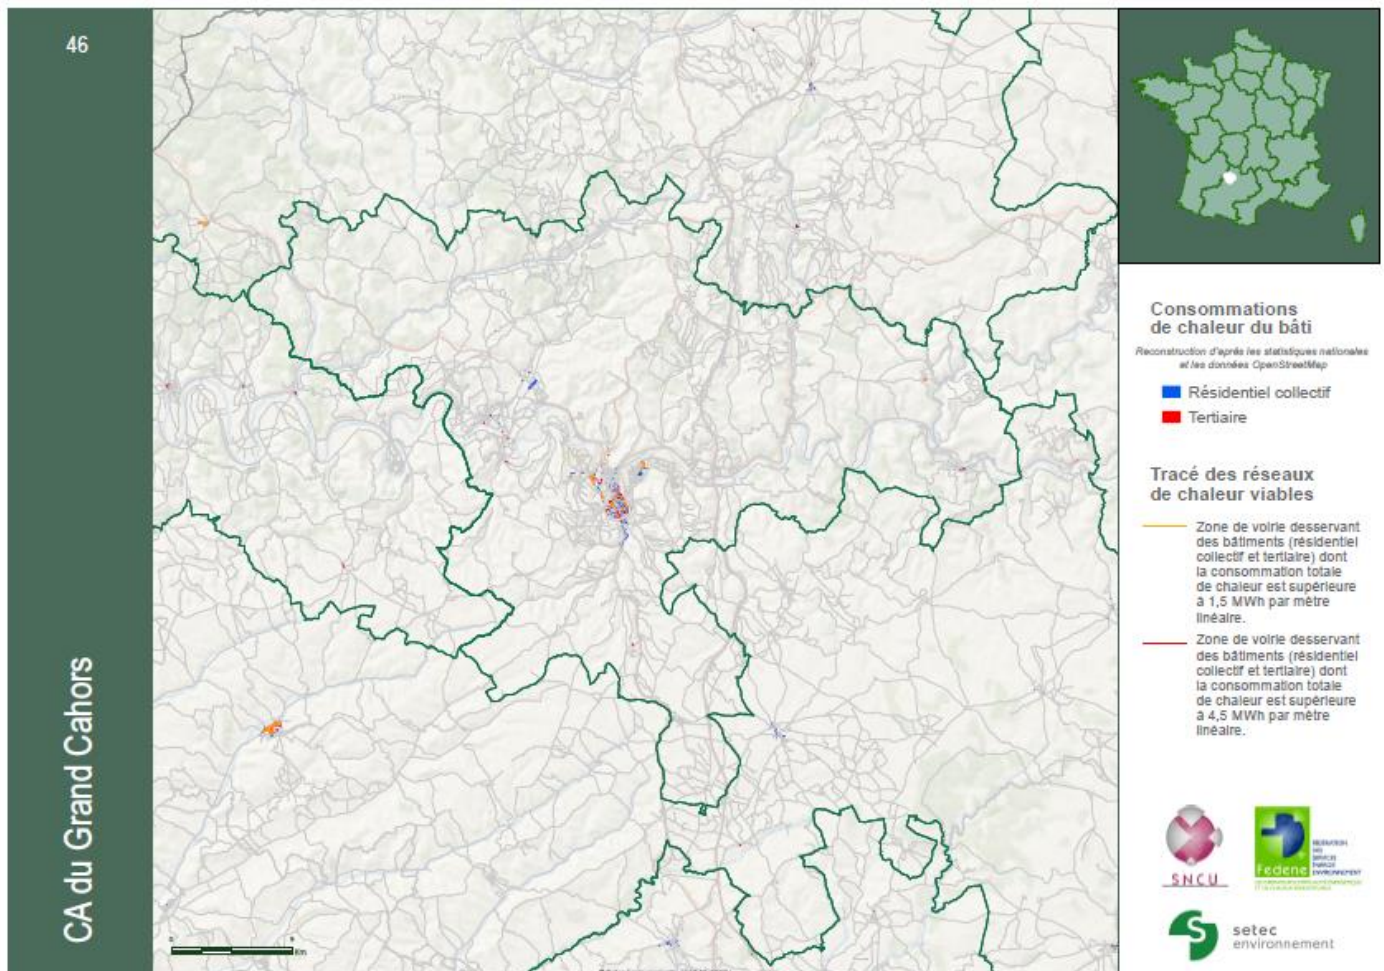 46
CA du Grand Cahors
Consommations
de chaleur du bâti
Reconstruction d'après les statistiques nationales
et les données OpenStreetMap
Résidentiel collectif
Tertiaire
Tracé des réseaux
de chaleur viables
Zone de voirie desservant
des bâtiments (résidentiel
collectif et tertiaire) dont
la consommation totale
de chaleur est supérieure
à 1,5 MWh par mètre
linéaire.
Zone de voirie desservant
des bâtiments (résidentiel
collectif et tertiaire) dont
la consommation totale
de chaleur est supérieure
à 4,5 MWh par mètre
linéaire.
SNCU
Fedene
setec
environnement
Km